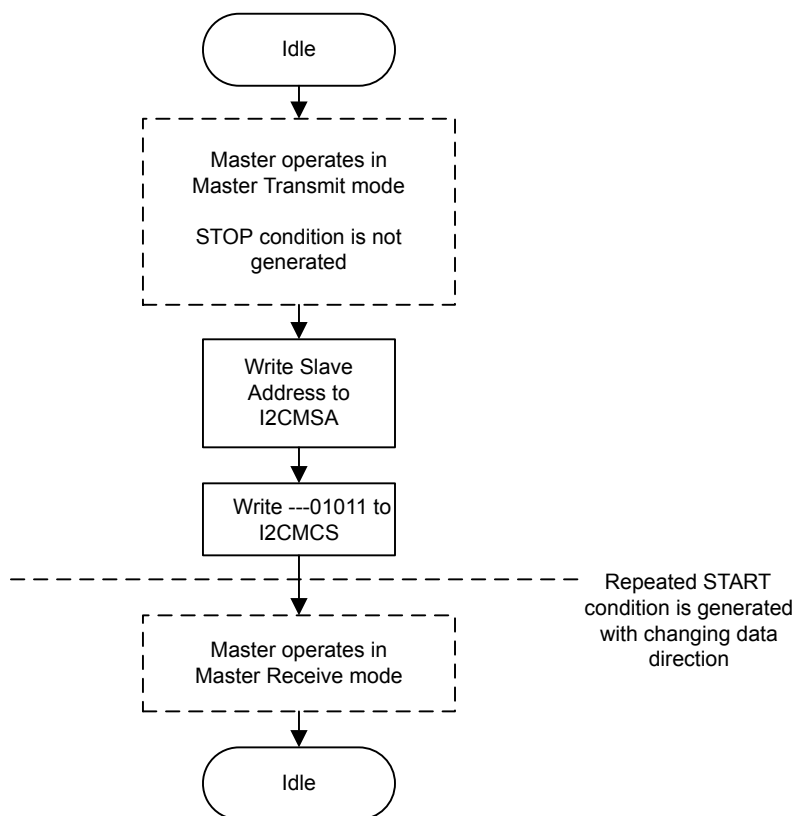 Idle
Master operates in
Master Transmit mode
STOP condition is not
generated
Write Slave
Address to
I2CMSA
Write ---01011 to
I2CMCS
Repeated START
condition is generated
with changing data
direction
Master operates in
Master Receive mode
Idle